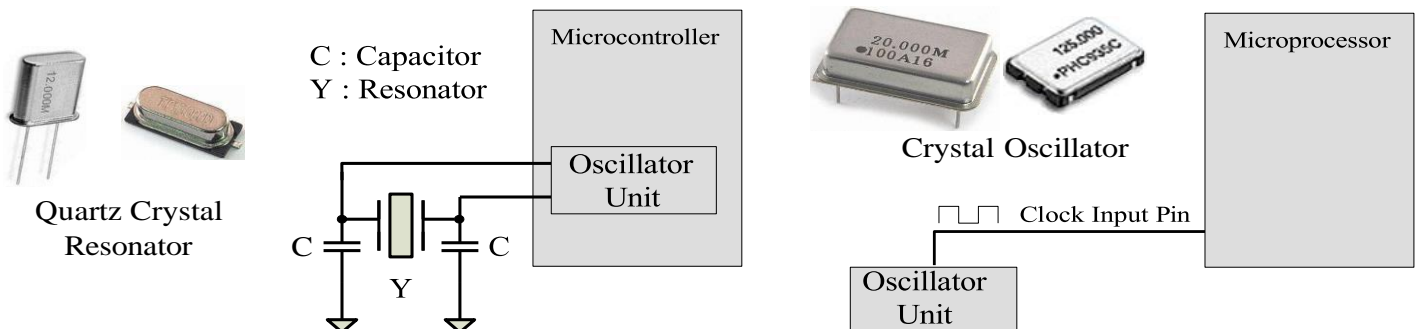 12.000M
Quartz Crystal
Resonator
C : Capacitor
Y : Resonator
Microcontroller
Oscillator
Unit
C
C
Y
20.000M
100A16
125.000
PHC935C
Crystal Oscillator
Microprocessor
Clock Input Pin
Oscillator
Unit